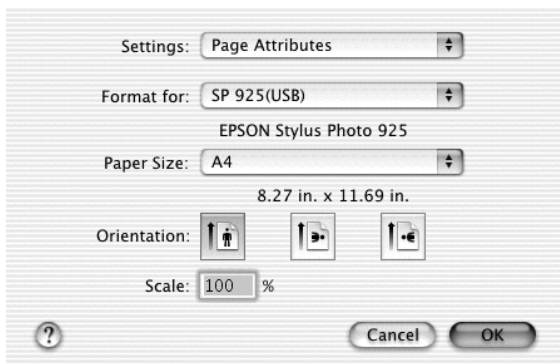 Settings: Page Attributes
Format for: SP 925(USB)
EPSON Stylus Photo 925
Paper Size: A4
8.27 in. x 11.69 in.
Orientation:
Scale: 100 %
? Cancel OK